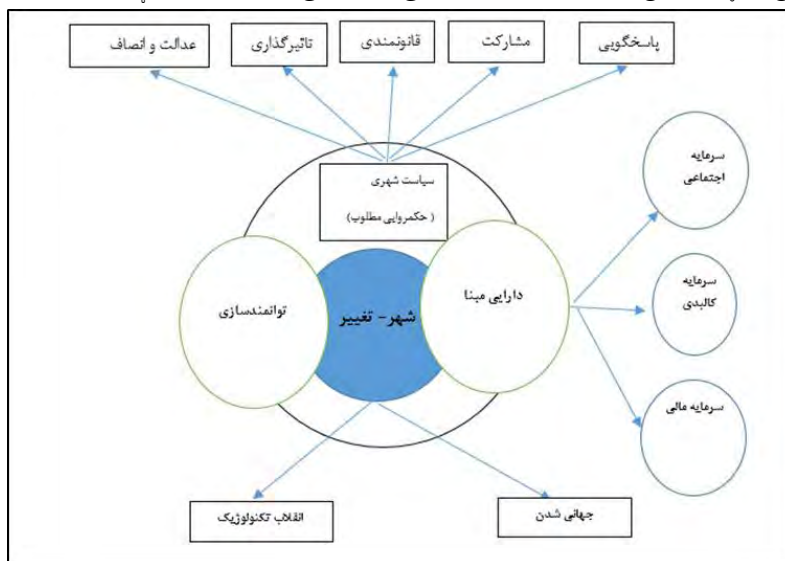 پاسخگویی
مشارکت
قانونمندی
تاثیرگذاری
عدالت و انصاف
سیاست شهری
( حکمروایی مطلوب)
سرمایه
اجتماعی
سرمایه
کالبدی
سرمایه مالی
دارایی مبنا
شهر- تغییر
توانمندسازی
جهانی شدن
انقلاب تکنولوژیک